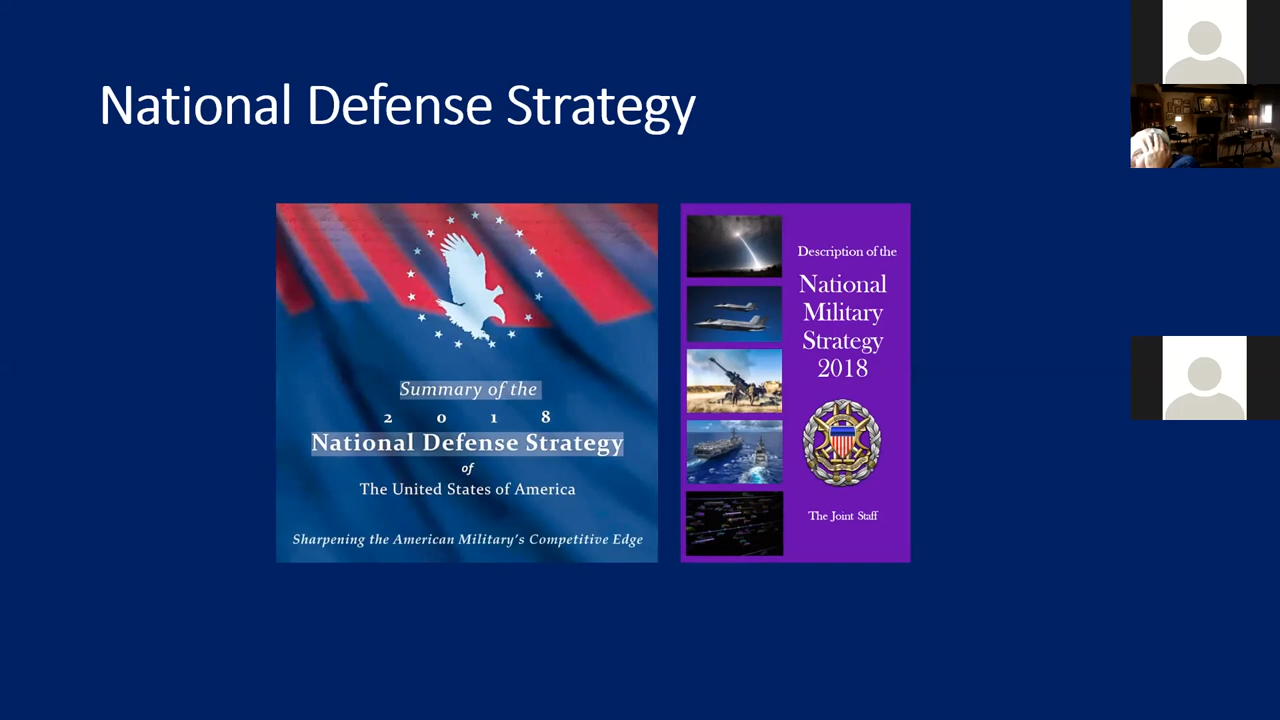 National Defense Strategy
Summary of the
2 0 1 8
National Defense Strategy
of
The United States of America
Sharpening the American Military's Competitive Edge
Description of the
National
Military
Strategy
2018
The Joint Staff